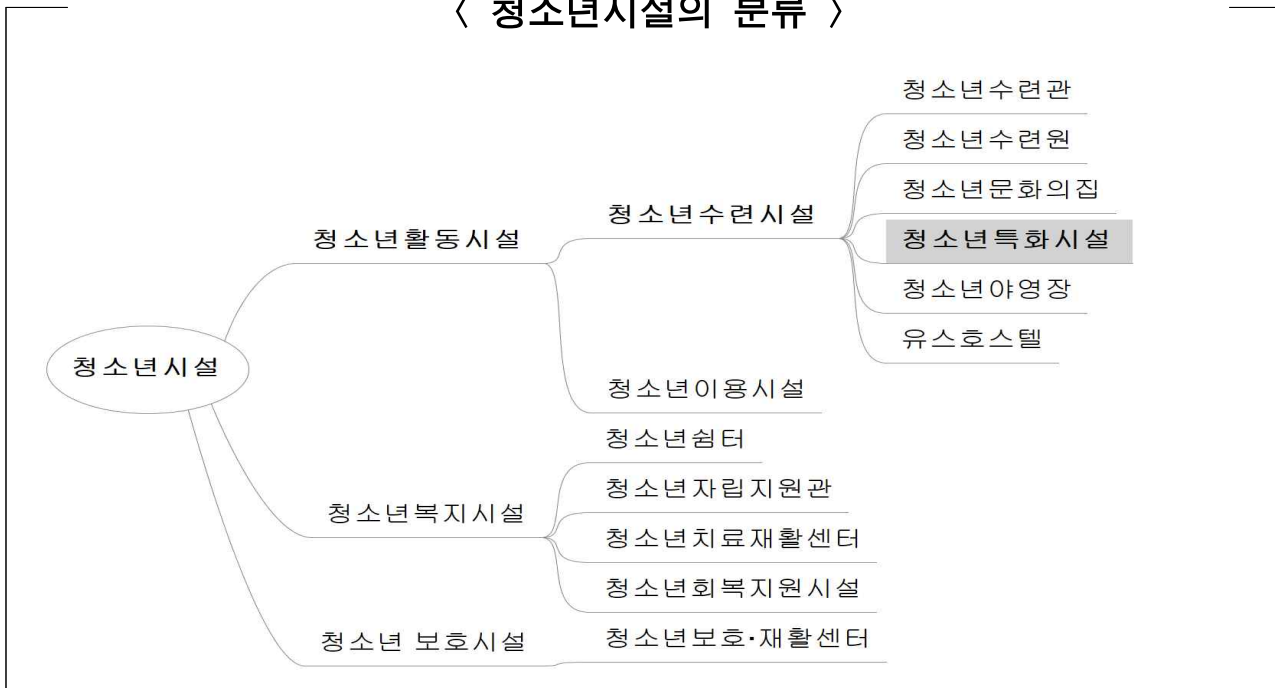 〈 청소년시설의 분류 〉
청소년시설
청소년활동시설
청소년수련시설
청소년수련관
청소년수련원
청소년문화의집
청소년특화시설
청소년야영장
유스호스텔
청소년이용시설
청소년복지시설
청소년쉼터
청소년자립지원관
청소년치료재활센터
청소년회복지원시설
청소년 보호시설
청소년보호·재활센터